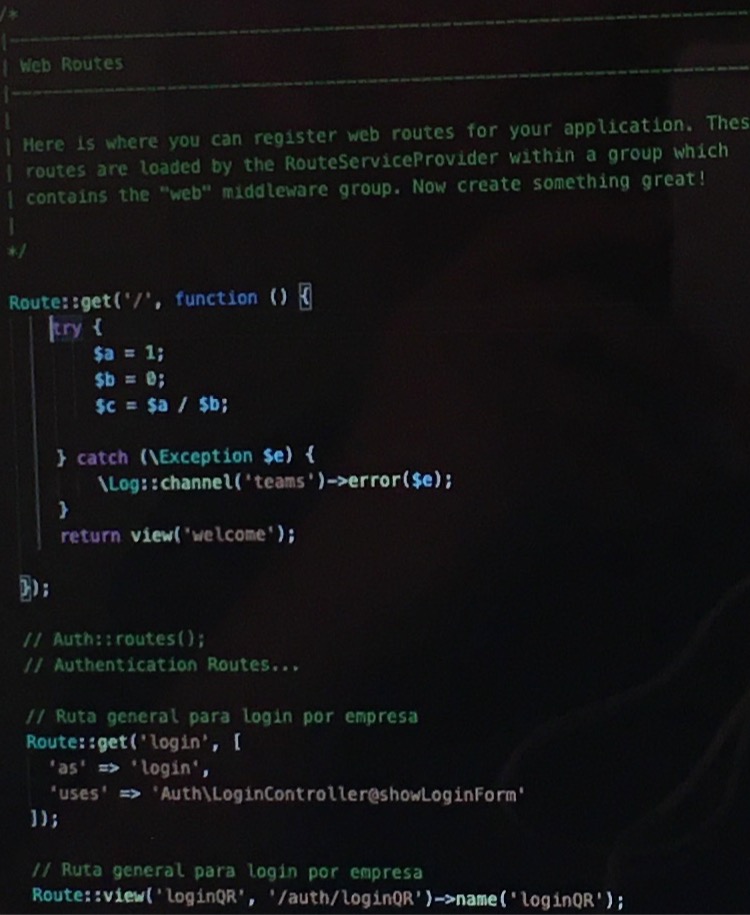 /*
|--------------------------------------------------------------------------
| Web Routes
|--------------------------------------------------------------------------
|
| Here is where you can register web routes for your application. Thes
| routes are loaded by the RouteServiceProvider within a group which
| contains the "web" middleware group. Now create something great!
|
*/
Route::get('/', function () {
try {
$a = 1;
$b = 0;
$c = $a / $b;
} catch (\Exception $e) {
\Log::channel('teams')->error($e);
}
return view('welcome');
});
// Auth::routes();
// Authentication Routes...
// Ruta general para login por empresa
Route::get('login', [
'as' => 'login',
'uses' => 'Auth\LoginController@showLoginForm'
]);
// Ruta general para login por empresa
Route::view('loginQR', '/auth/loginQR')->name('loginQR');